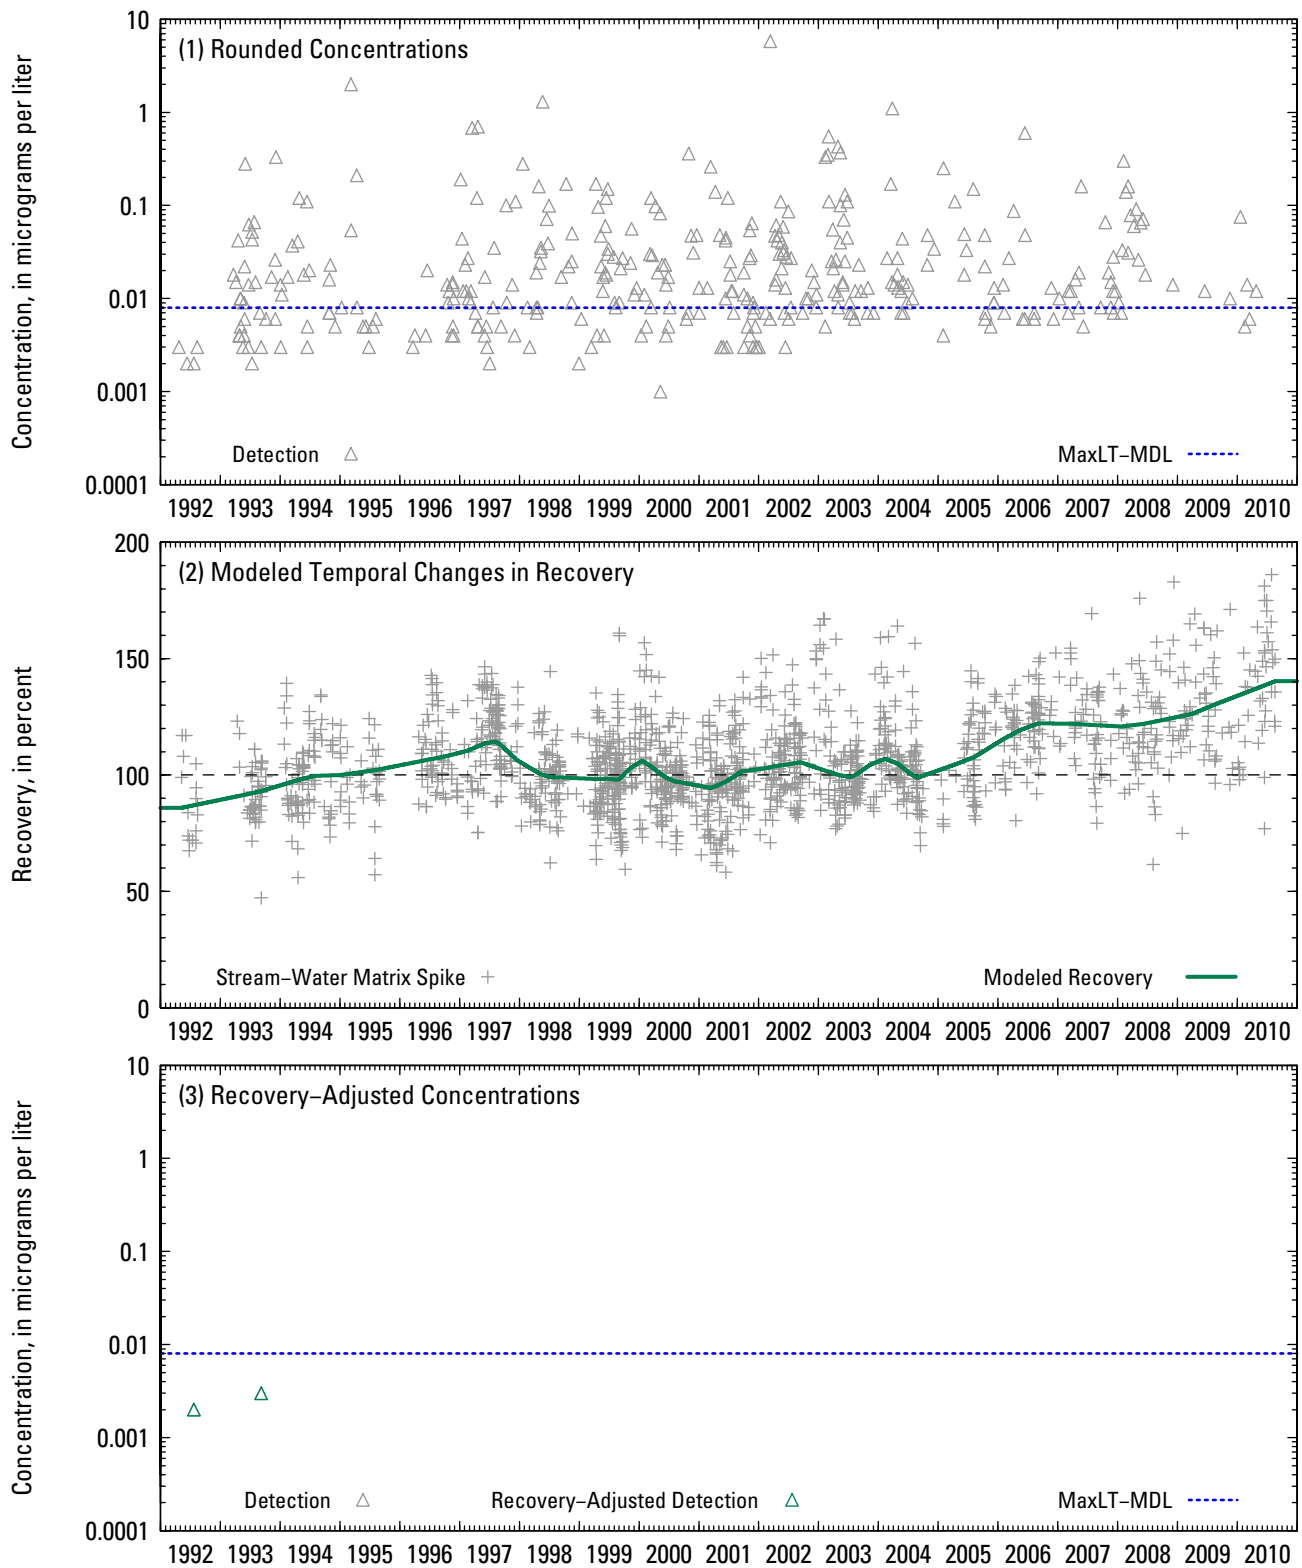 (1) Rounded Concentrations
Concentration, in micrograms per liter
10
1
0.1
0.01
0.001
0.0001
Detection
MaxLT–MDL
1992 1993 1994 1995 1996 1997 1998 1999 2000 2001 2002 2003 2004 2005 2006 2007 2008 2009 2010
(2) Modeled Temporal Changes in Recovery
Recovery, in percent
200
150
100
50
0
Stream–Water Matrix Spike
Modeled Recovery
1992 1993 1994 1995 1996 1997 1998 1999 2000 2001 2002 2003 2004 2005 2006 2007 2008 2009 2010
(3) Recovery–Adjusted Concentrations
Concentration, in micrograms per liter
10
1
0.1
0.01
0.001
0.0001
Detection
Recovery–Adjusted Detection
MaxLT–MDL
1992 1993 1994 1995 1996 1997 1998 1999 2000 2001 2002 2003 2004 2005 2006 2007 2008 2009 2010